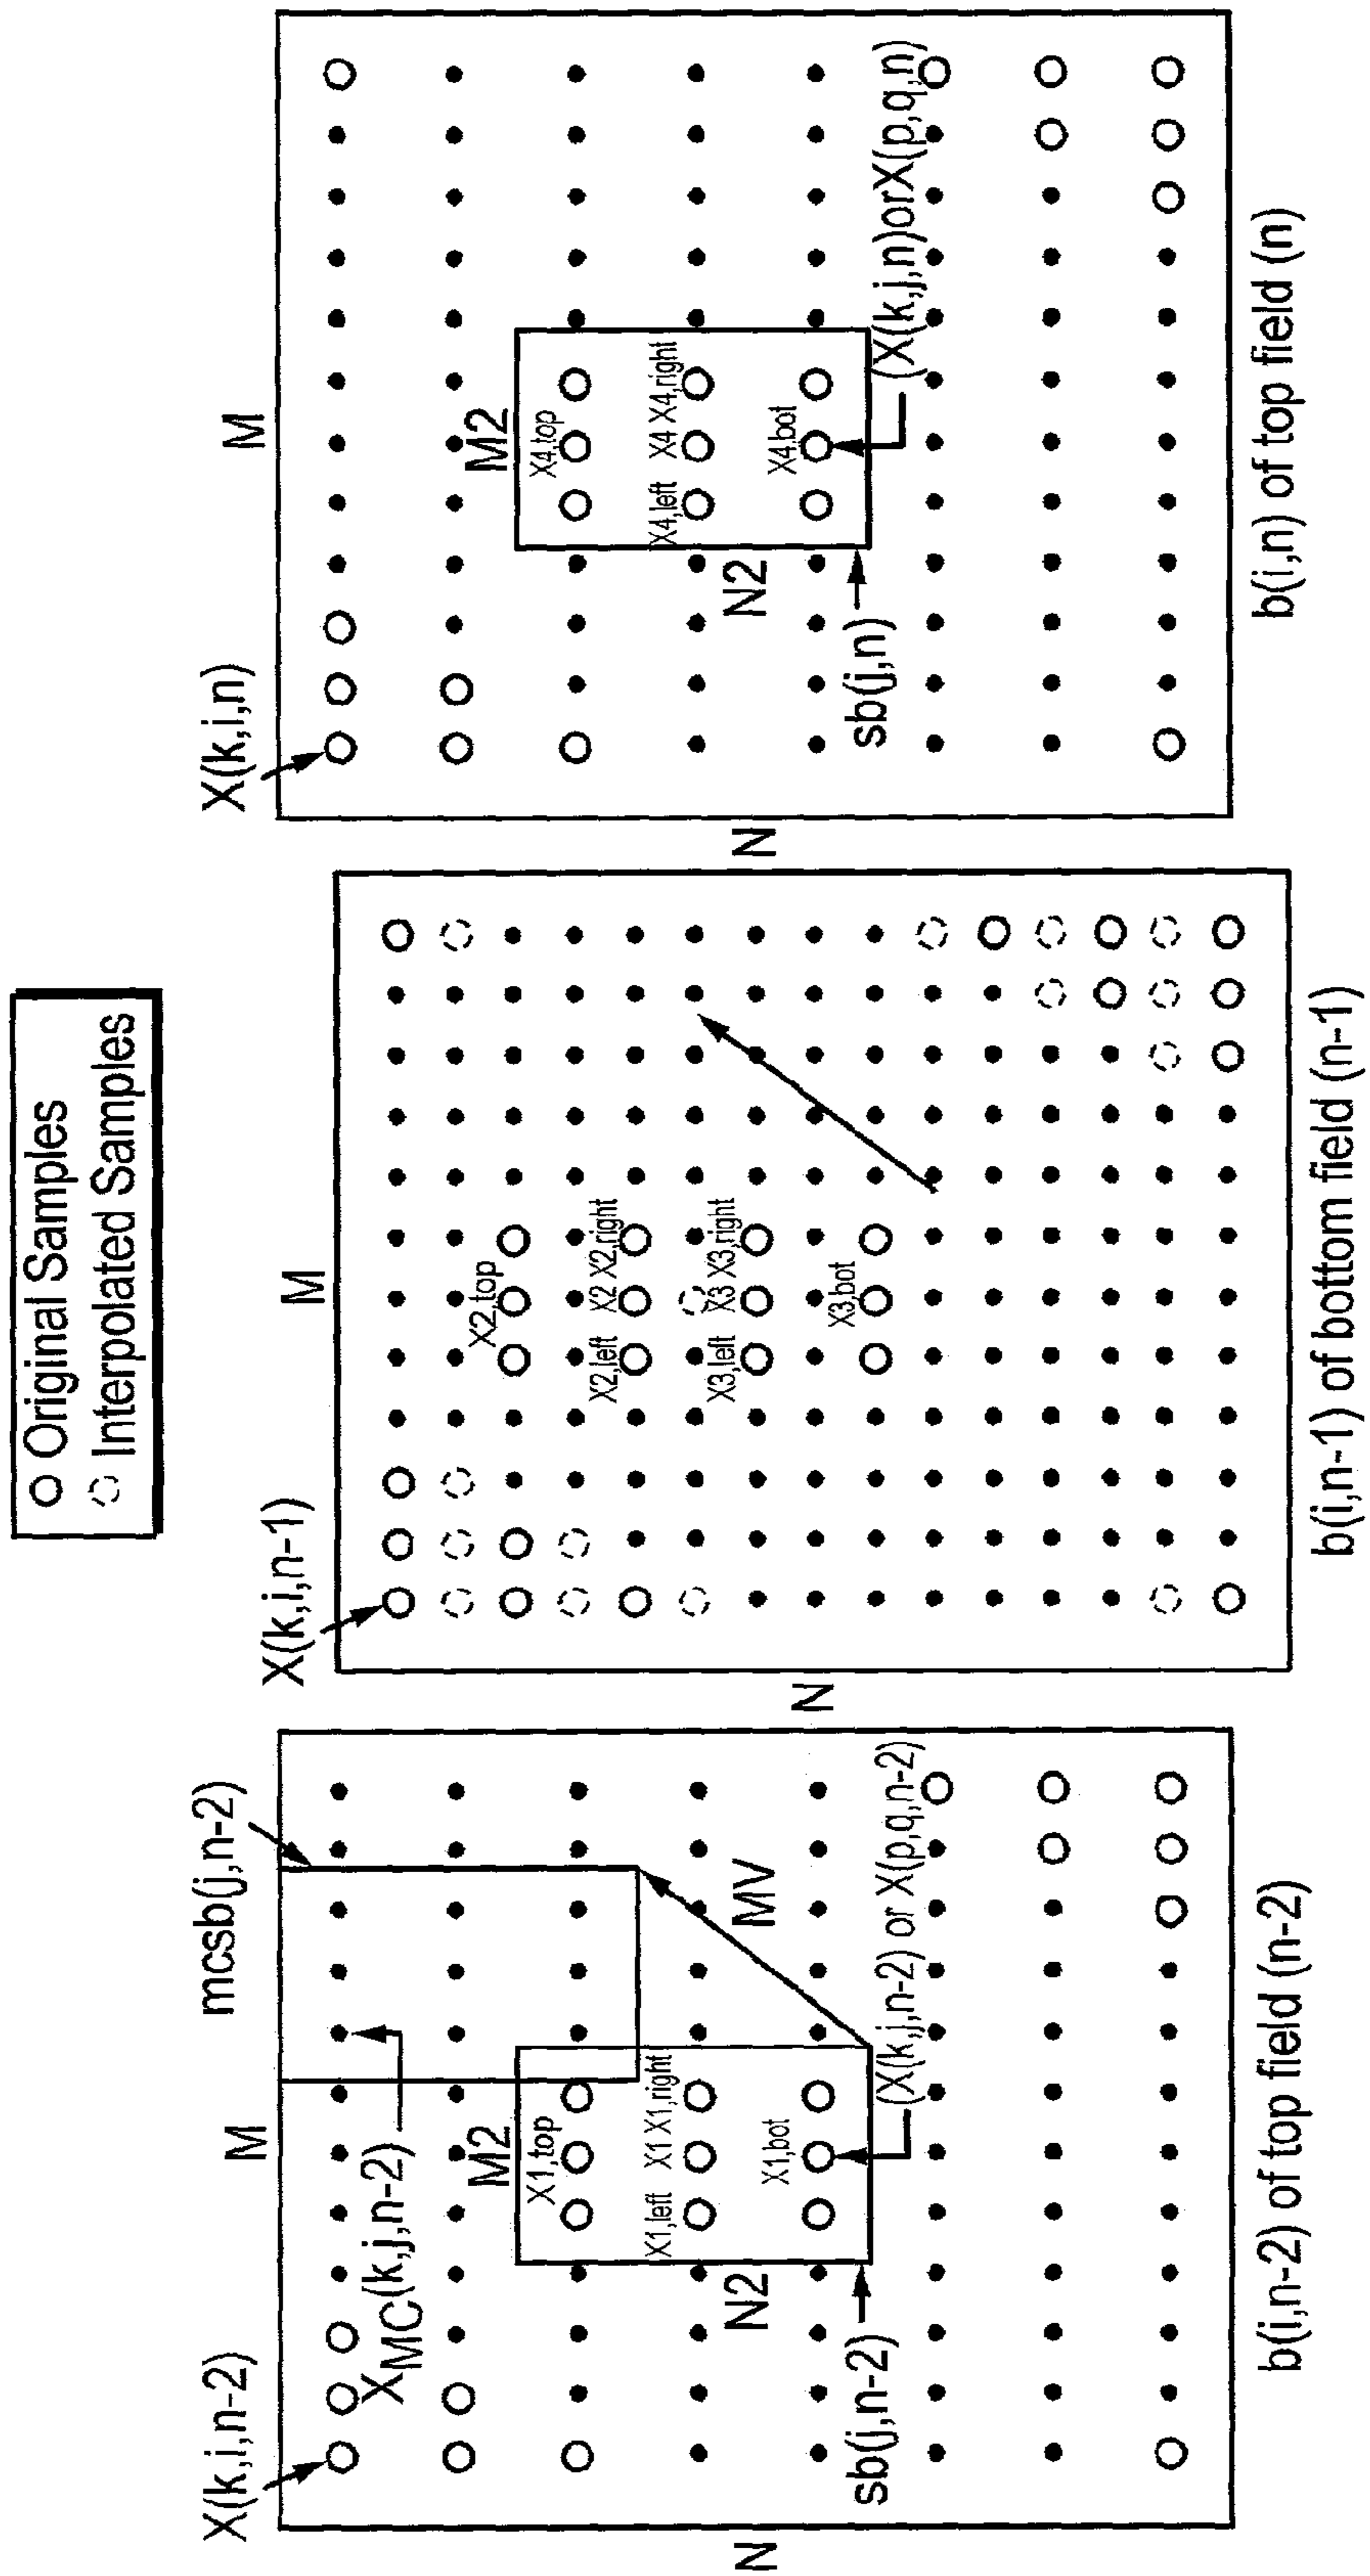 Original Samples
Interpolated Samples
X(k,i,n-2)
M
mcsb(j,n-2)
X_MC(k,j,n-2)
M2
X1,top
X1,left X1 X1,right
N2
MV
X1,bot
sb(j,n-2)
(X(k,j,n-2) or X(p,q,n-2)
N
b(i,n-2) of top field (n-2)
X(k,i,n-1)
M
X2,top
X2,left X2 X2,right
X3,left X3 X3,right
X3,bot
N
b(i,n-1) of bottom field (n-1)
X(k,i,n)
M
M2
X4,top
X4,left X4 X4,right
N2
X4,bot
sb(j,n)
(X(k,j,n)orX(p,q,n)
N
b(i,n) of top field (n)